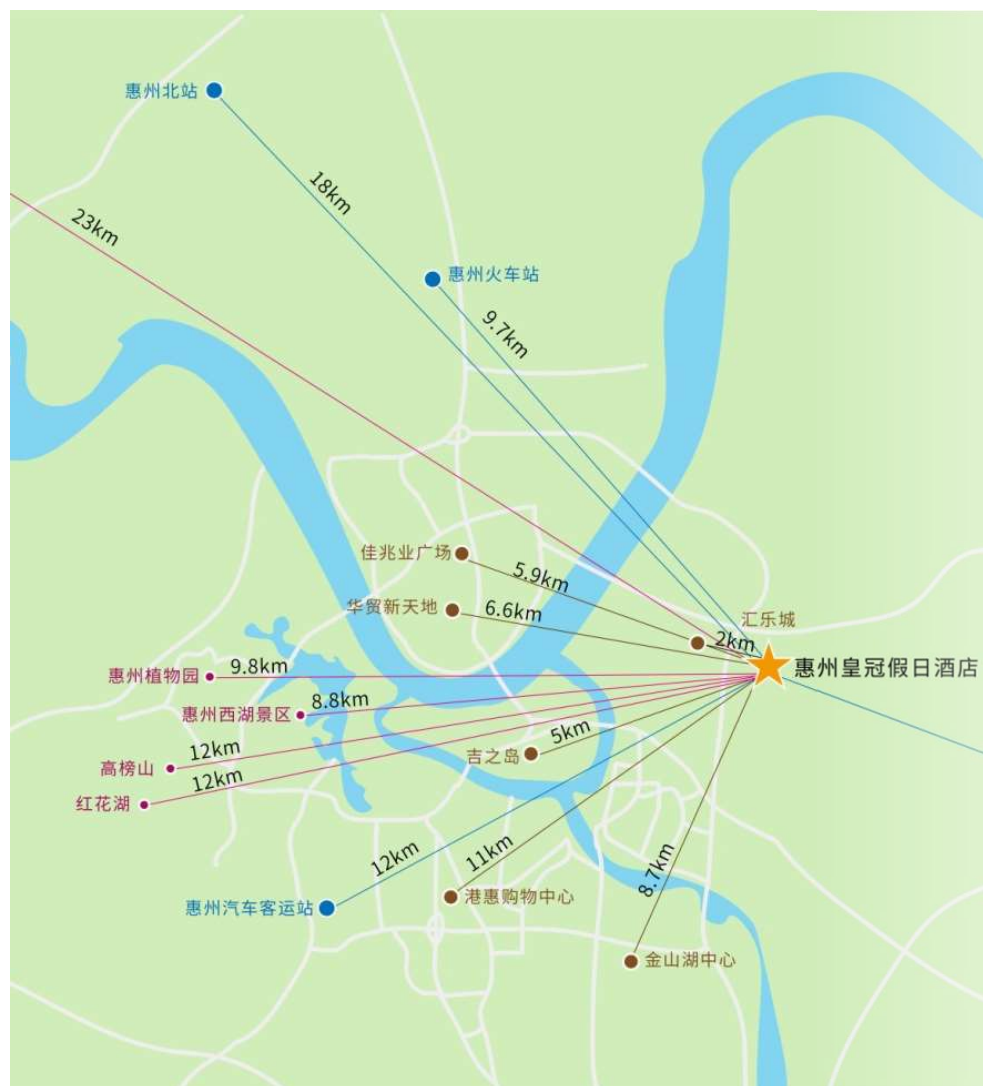 惠州北站
18km
23km
惠州火车站
9.7km
佳兆业广场
5.9km
华贸新天地
6.6km
汇乐城
2km
惠州皇冠假日酒店
惠州植物园
9.8km
惠州西湖景区
8.8km
吉之岛
5km
高榜山
12km
红花湖
12km
12km
11km
8.7km
惠州汽车客运站
港惠购物中心
金山湖中心